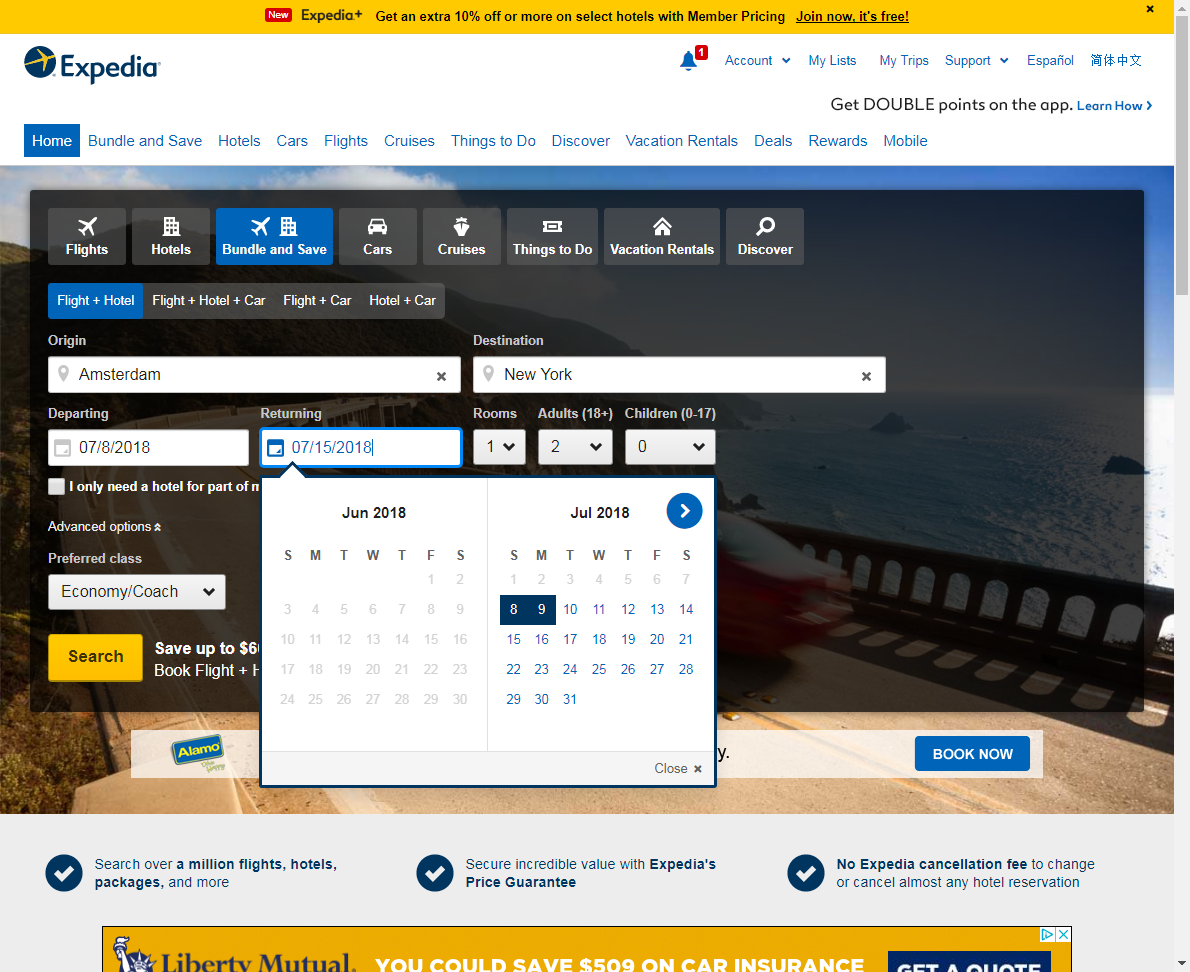 New Expedia+ Get an extra 10% off or more on select hotels with Member Pricing Join now, it's free!
Expedia
1 Account My Lists My Trips Support Español 简体中文
Get DOUBLE points on the app. Learn How
Home Bundle and Save Hotels Cars Flights Cruises Things to Do Discover Vacation Rentals Deals Rewards Mobile
Flights Hotels Bundle and Save Cars Cruises Things to Do Vacation Rentals Discover
Flight + Hotel Flight + Hotel + Car Flight + Car Hotel + Car
Origin Destination
Amsterdam New York
Departing Returning Rooms Adults (18+) Children (0-17)
07/8/2018 07/15/2018 1 2 0
I only need a hotel for part of m
Advanced options
Preferred class
Economy/Coach
Search
Save up to $6
Book Flight + H
Jun 2018 Jul 2018
S M T W T F S S M T W T F S
1 2 1 2 3 4 5 6 7
3 4 5 6 7 8 9 8 9 10 11 12 13 14
10 11 12 13 14 15 16 15 16 17 18 19 20 21
17 18 19 20 21 22 23 22 23 24 25 26 27 28
24 25 26 27 28 29 30 29 30 31
Close
Alamo y. BOOK NOW
Search over a million flights, hotels,
packages, and more
Secure incredible value with Expedia's
Price Guarantee
No Expedia cancellation fee to change
or cancel almost any hotel reservation
Liberty Mutual. YOU COULD SAVE $509 ON CAR INSURANCE GET A QUOTE